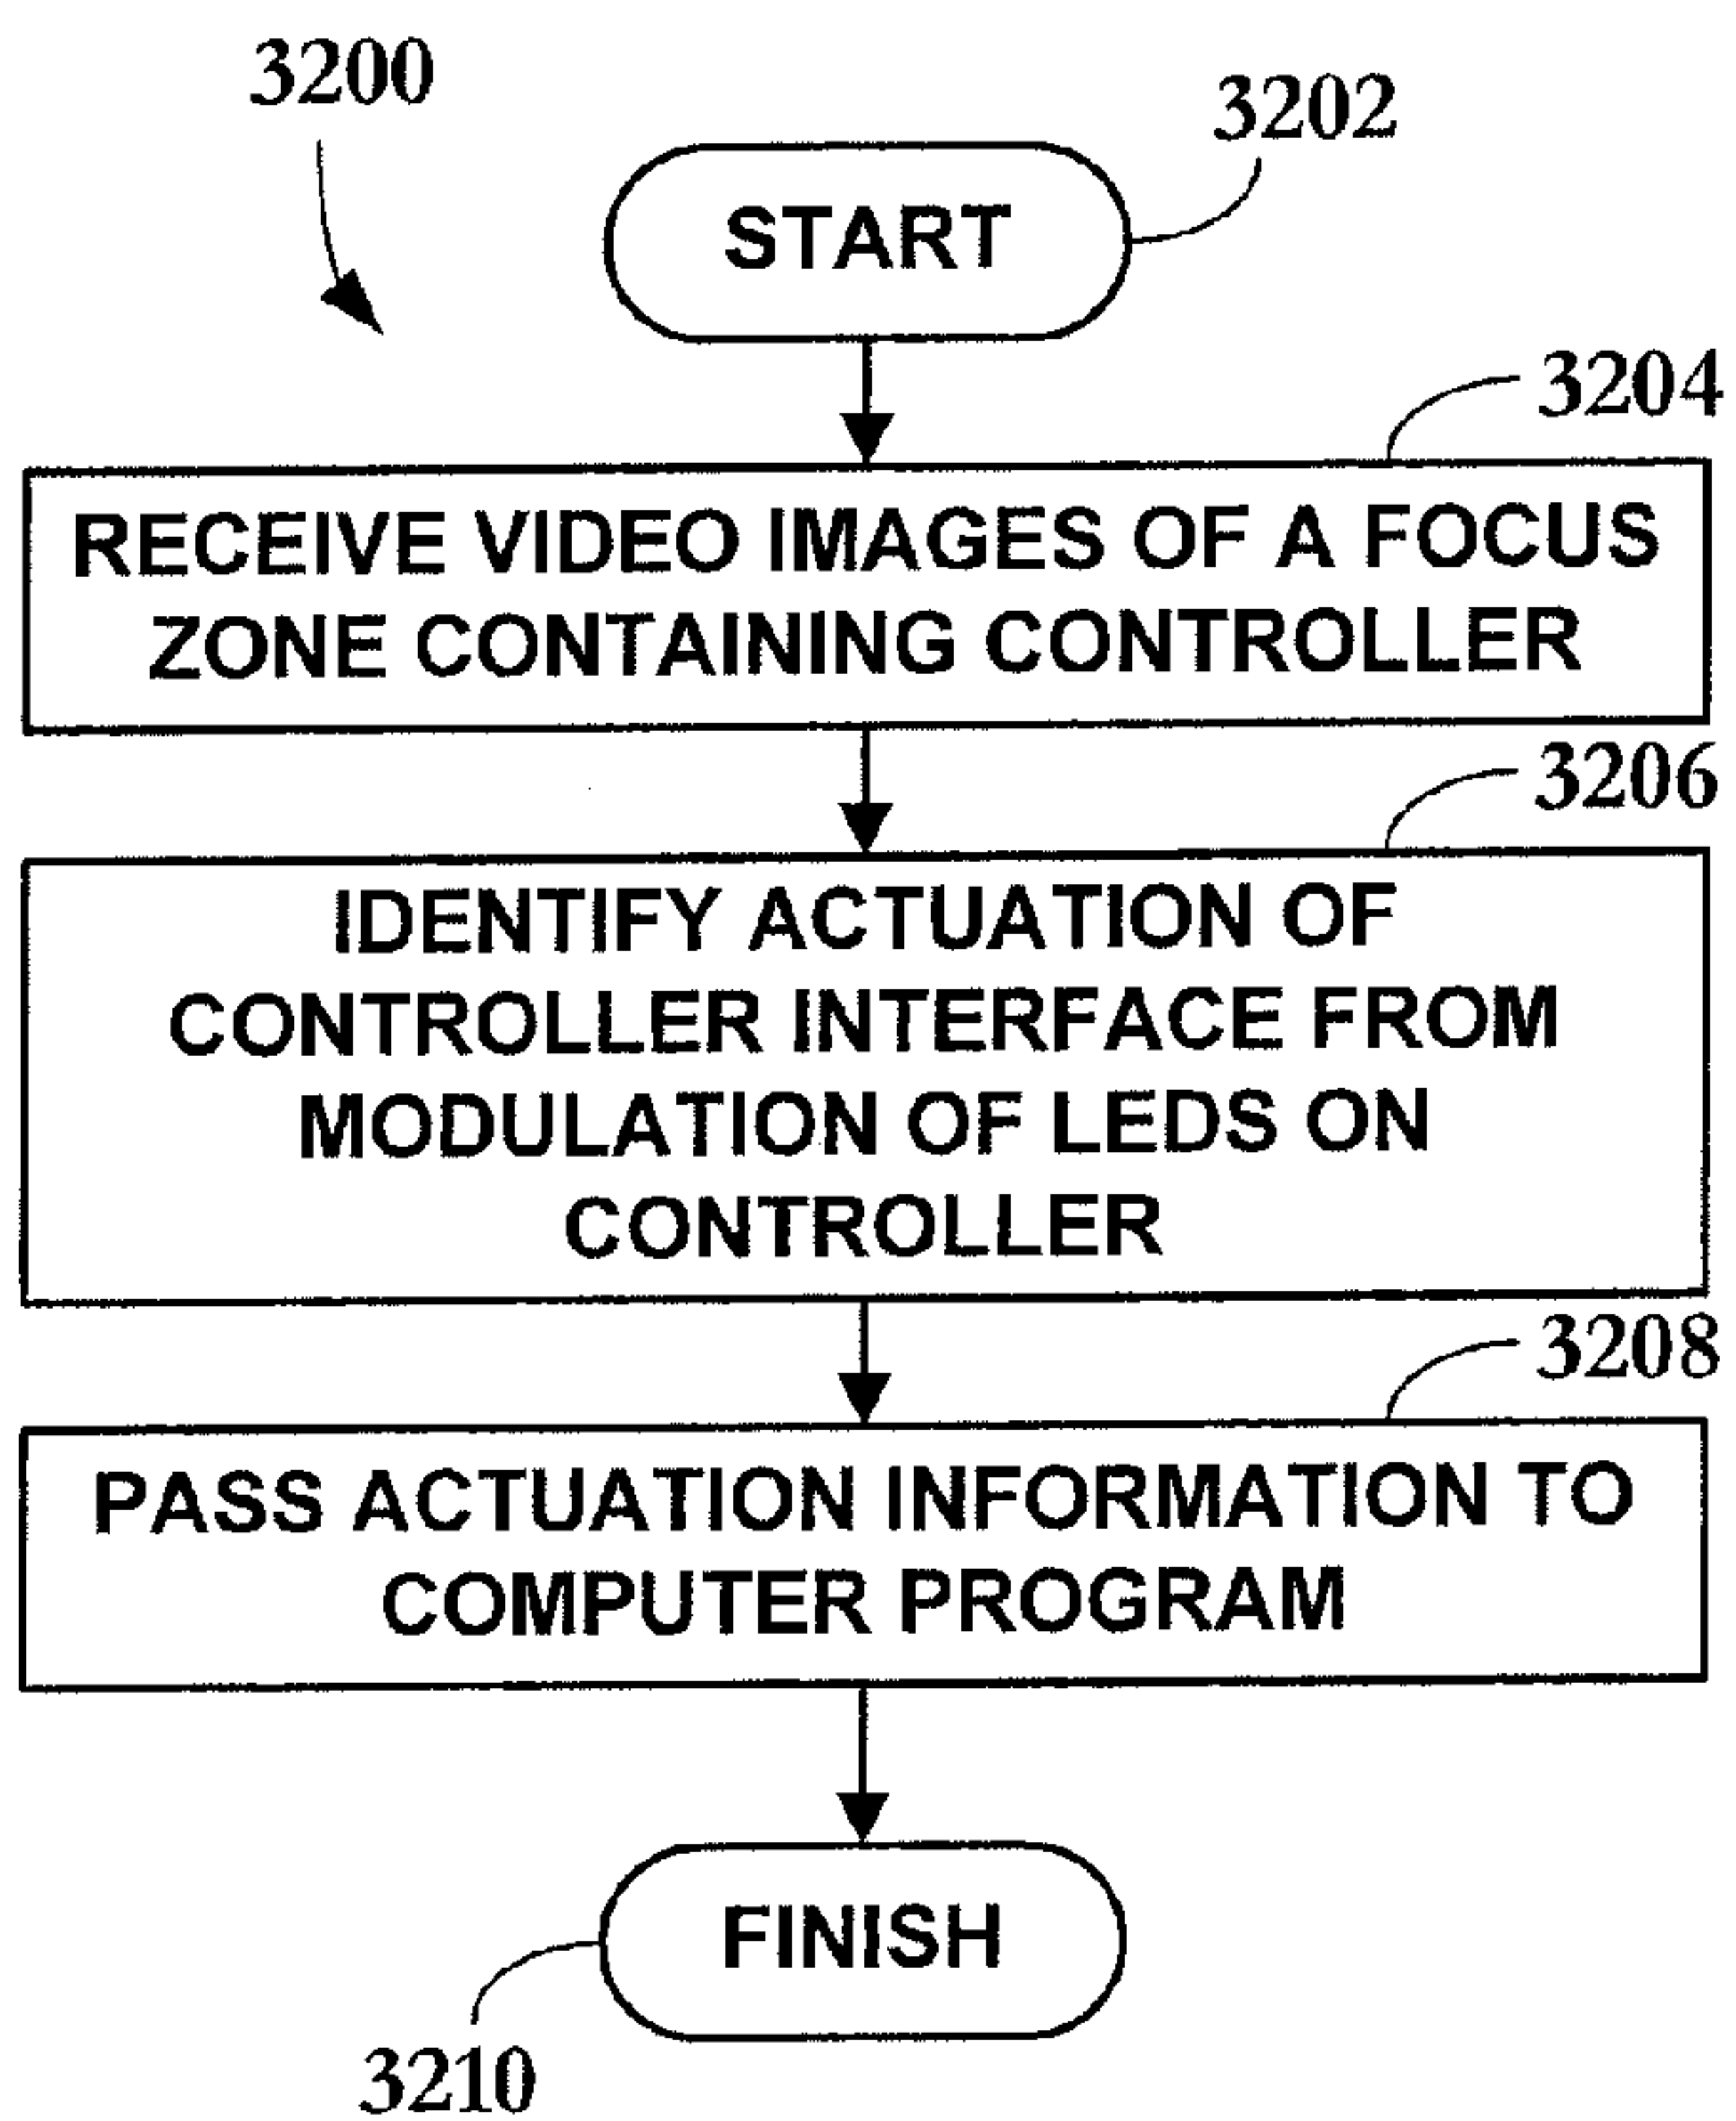 3200
3202
START
3204
RECEIVE VIDEO IMAGES OF A FOCUS
ZONE CONTAINING CONTROLLER
3206
IDENTIFY ACTUATION OF
CONTROLLER INTERFACE FROM
MODULATION OF LEDS ON
CONTROLLER
3208
PASS ACTUATION INFORMATION TO
COMPUTER PROGRAM
FINISH
3210